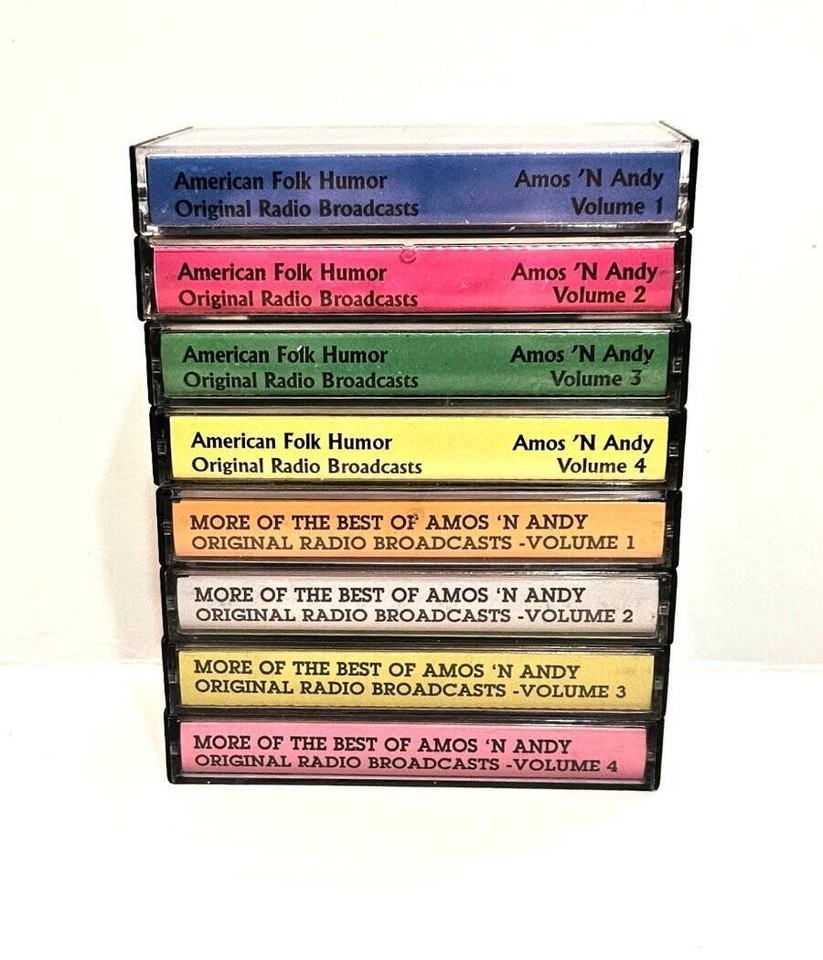 American Folk Humor Amos 'N Andy
Original Radio Broadcasts Volume 1
American Folk Humor Amos 'N Andy
Original Radio Broadcasts Volume 2
American Folk Humor Amos 'N Andy
Original Radio Broadcasts Volume 3
American Folk Humor Amos 'N Andy
Original Radio Broadcasts Volume 4
MORE OF THE BEST OF AMOS 'N ANDY
ORIGINAL RADIO BROADCASTS -VOLUME 1
MORE OF THE BEST OF AMOS 'N ANDY
ORIGINAL RADIO BROADCASTS -VOLUME 2
MORE OF THE BEST OF AMOS 'N ANDY
ORIGINAL RADIO BROADCASTS -VOLUME 3
MORE OF THE BEST OF AMOS 'N ANDY
ORIGINAL RADIO BROADCASTS -VOLUME 4